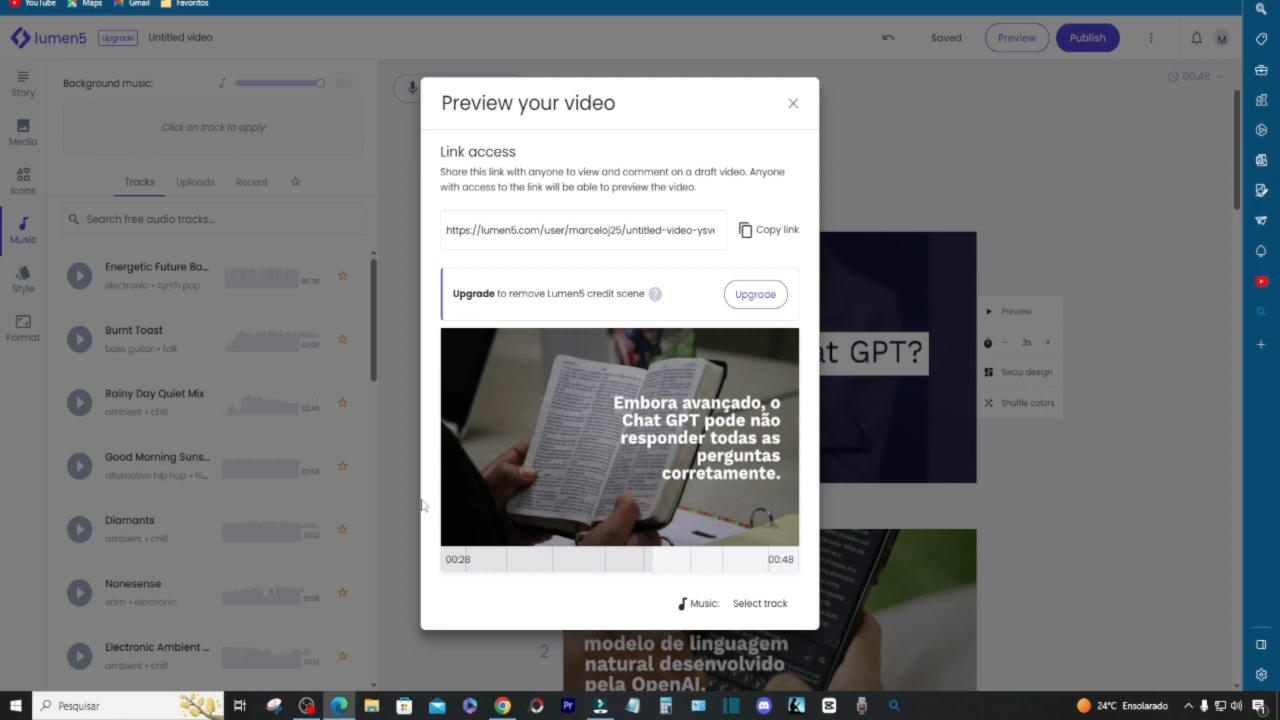 YouTube Maps Gmail Favoritos
lumen5 Upgrade Untitled video Saved Preview Publish M
Story
Media
Icons
Music
Style
Format
Background music: 100
Click on track to apply
Tracks Uploads Recent
Search free audio tracks...
Energetic Future Ba...
electronic • synth pop
Burnt Toast
bass guitar • folk
02:38
Rainy Day Quiet Mix
ambient • chill
02:46
Good Morning Suns...
alternative hip hop • hi...
Diamants
ambient • chill
Nonesense
edm • electronic
01:58
Electronic Ambient ...
ambient • chill
Preview your video
Link access
Share this link with anyone to view and comment on a draft video. Anyone
with access to the link will be able to preview the video.
https://lumen5.com/user/marceloj25/untitled-video-ysv
Copy link
Upgrade to remove Lumen5 credit scene ?
Upgrade
Embora avançado, o
Chat GPT pode não
responder todas as
perguntas
corretamente.
00:28 00:48
Music: Select track
00:48
at GPT?
Preview
− 3s +
Swap design
Shuffle colors
2
modelo de linguagem
natural desenvolvido
pela OpenAI.
Pesquisar
24°C Ensolarado